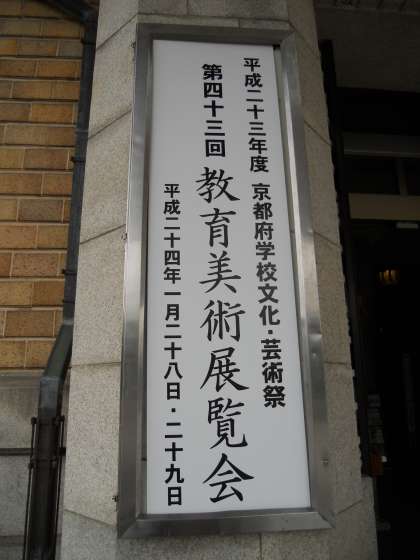 平成二十三年度 京都府学校文化・芸術祭
第四十三回 教育美術展覧会
平成二十四年一月二十八日・二十九日